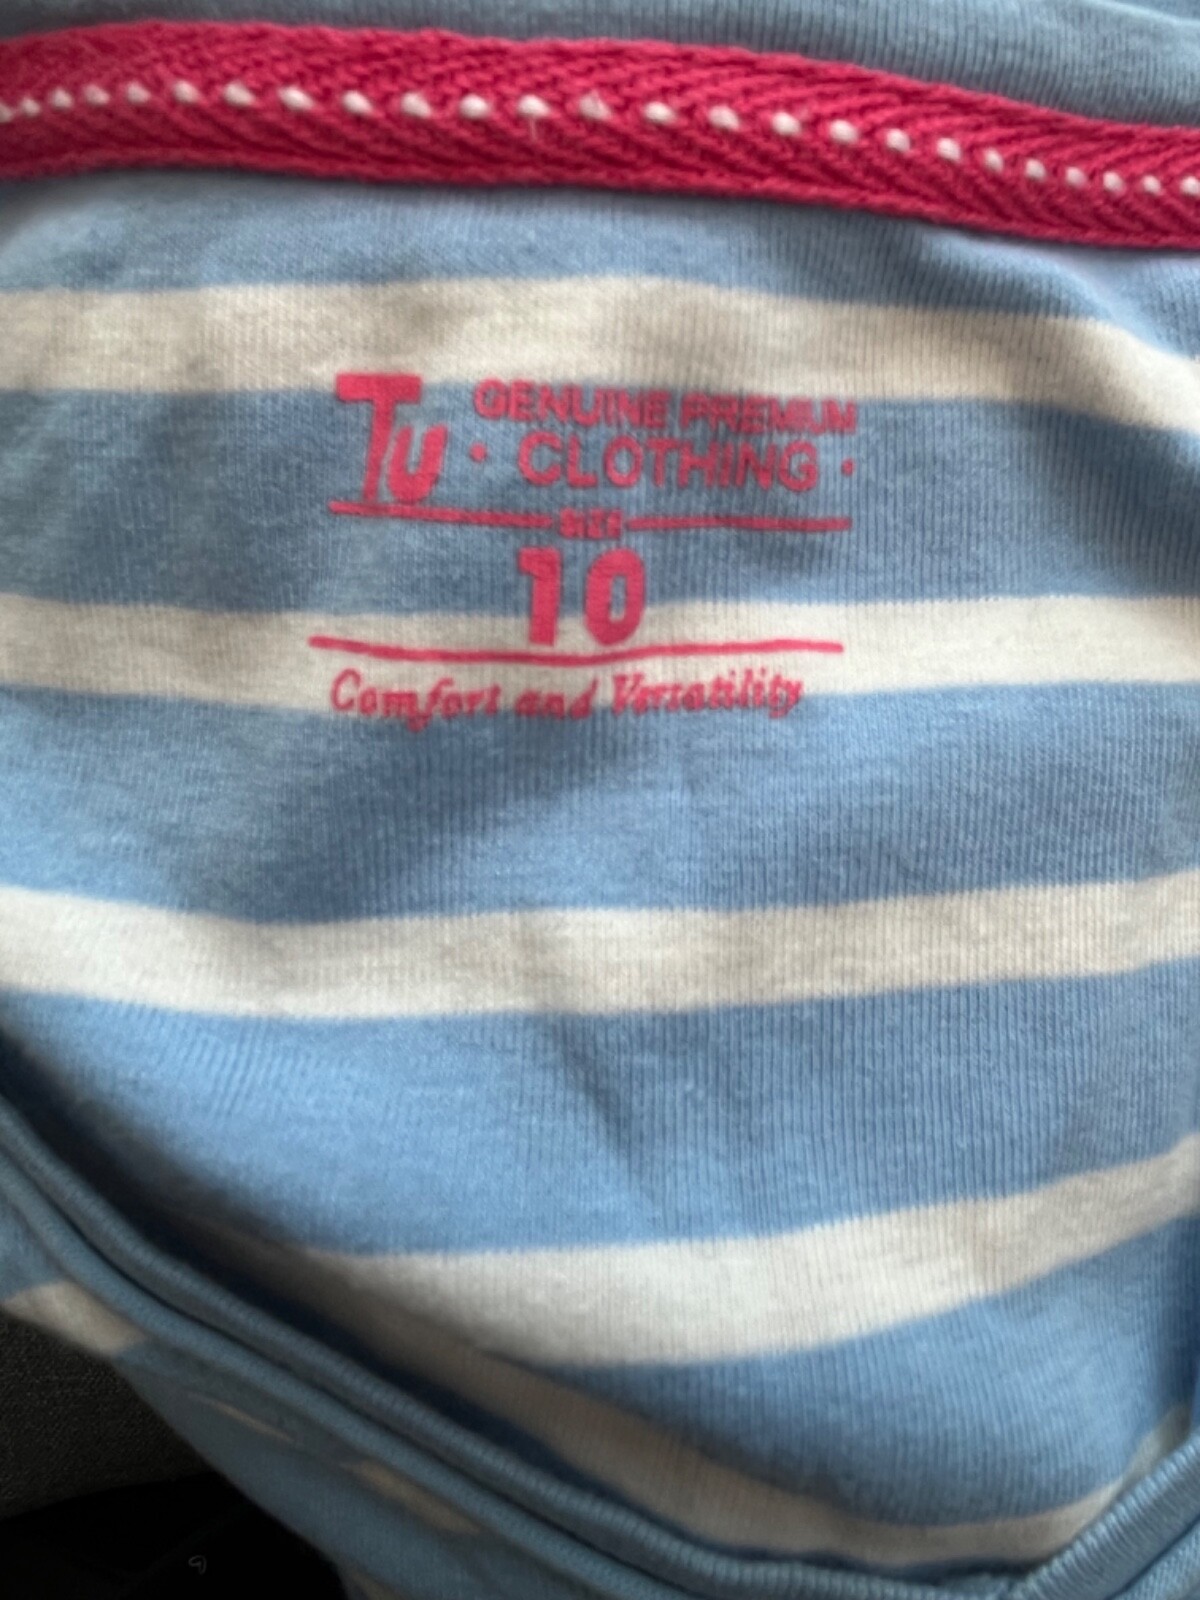 Tu GENUINE PREMIUM
· CLOTHING ·
SIZE
10
Comfort and Versatility